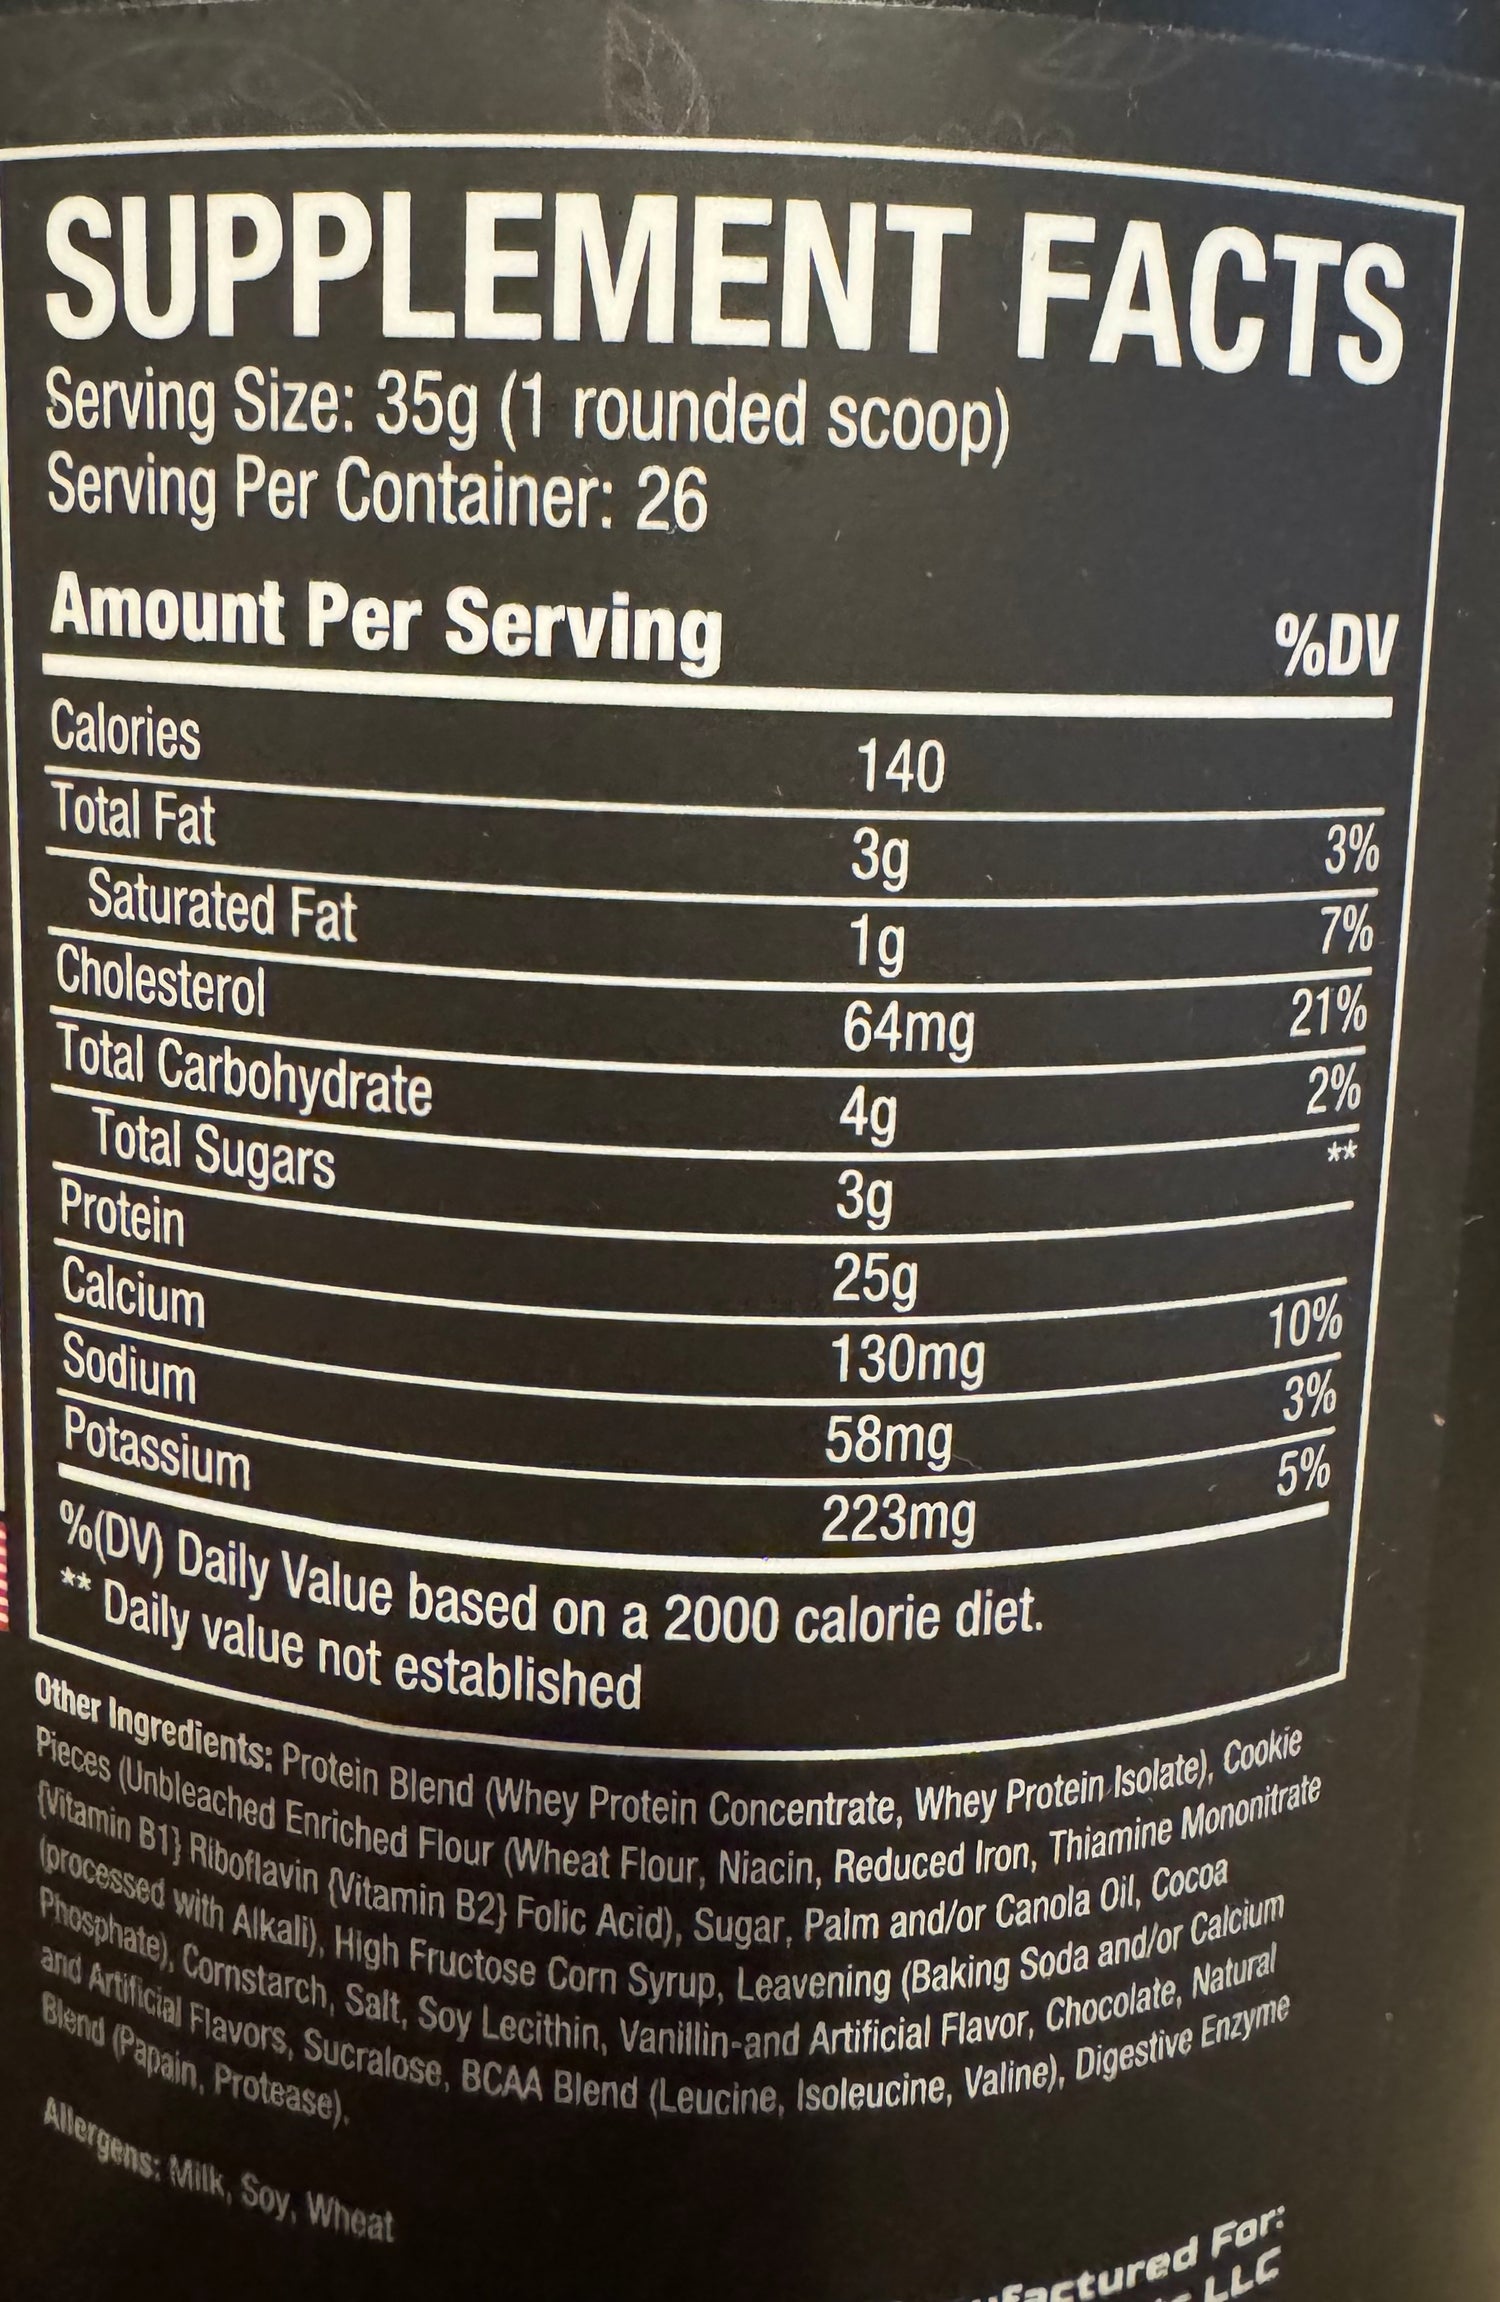 SUPPLEMENT FACTS
Serving Size: 35g (1 rounded scoop)
Serving Per Container: 26
Amount Per Serving %DV
Calories 140
Total Fat 3g 3%
Saturated Fat 1g 7%
Cholesterol 64mg 21%
Total Carbohydrate 4g 2%
Total Sugars 3g **
Protein 25g
Calcium 130mg 10%
Sodium 58mg 3%
Potassium 223mg 5%
%(DV) Daily Value based on a 2000 calorie diet.
** Daily value not established
Other Ingredients: Protein Blend (Whey Protein Concentrate, Whey Protein Isolate), Cookie
Pieces (Unbleached Enriched Flour (Wheat Flour, Niacin, Reduced Iron, Thiamine Mononitrate
{Vitamin B1} Riboflavin {Vitamin B2} Folic Acid), Sugar, Palm and/or Canola Oil, Cocoa
(processed with Alkali), High Fructose Corn Syrup, Leavening (Baking Soda and/or Calcium
Phosphate), Cornstarch, Salt, Soy Lecithin, Vanillin-and Artificial Flavor, Chocolate, Natural
and Artificial Flavors, Sucralose, BCAA Blend (Leucine, Isoleucine, Valine), Digestive Enzyme
Blend (Papain, Protease).
Allergens: Milk, Soy, Wheat
For:
LLC